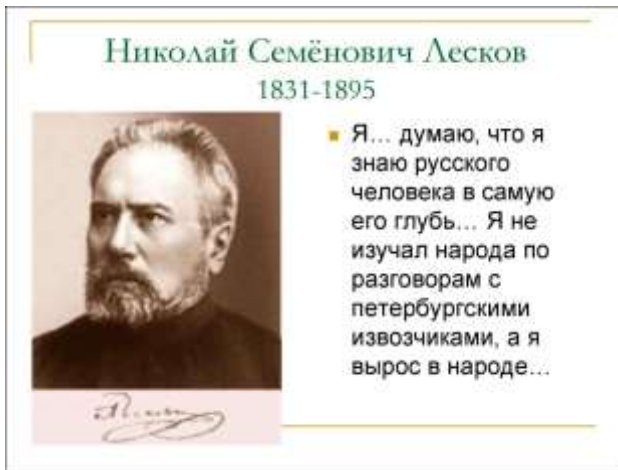 Николай Семёнович Лесков
1831-1895
Я… думаю, что я
знаю русского
человека в самую
его глубь… Я не
изучал народа по
разговорам с
петербургскими
извозчиками, а я
вырос в народе…